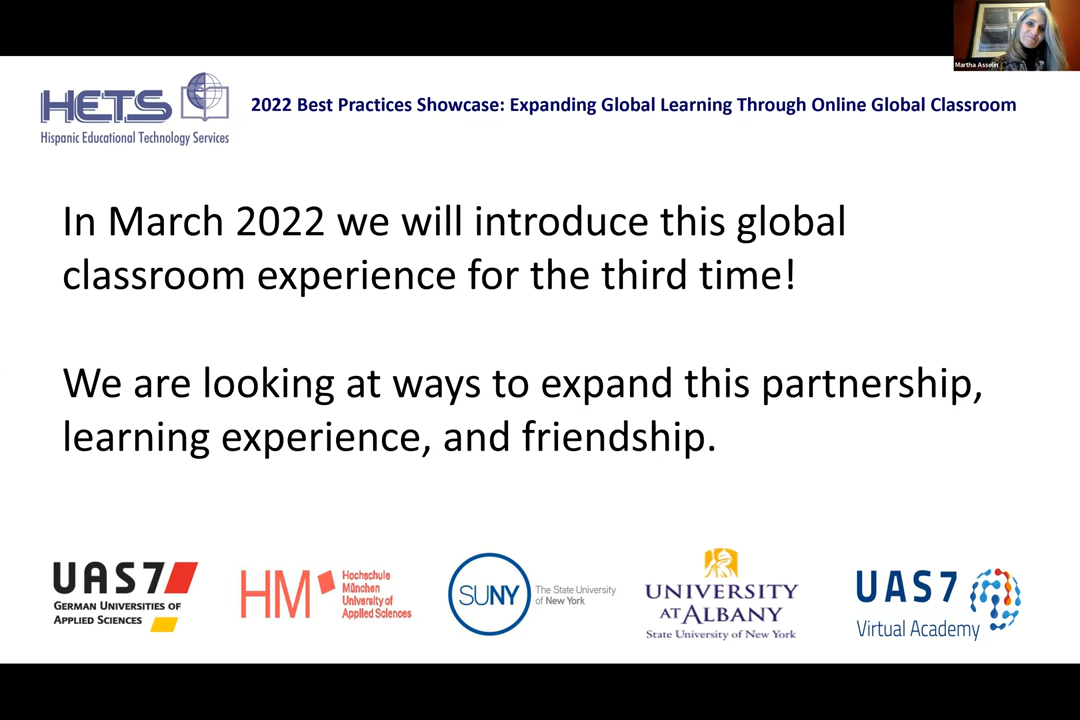 Martha Asselin
HETS
Hispanic Educational Technology Services
2022 Best Practices Showcase: Expanding Global Learning Through Online Global Classroom
In March 2022 we will introduce this global
classroom experience for the third time!
We are looking at ways to expand this partnership,
learning experience, and friendship.
UAS7
GERMAN UNIVERSITIES OF
APPLIED SCIENCES
HM
Hochschule
München
University of
Applied Sciences
SUNY
The State University
of New York
UNIVERSITY
AT ALBANY
State University of New York
UAS7
Virtual Academy